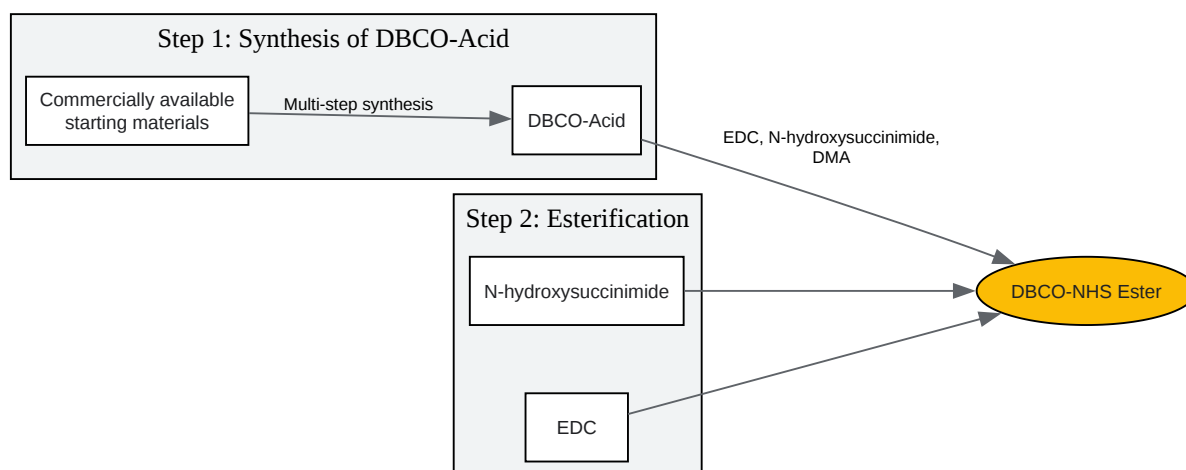 Step 1: Synthesis of DBCO-Acid
Commercially available
starting materials
Multi-step synthesis
DBCO-Acid
EDC, N-hydroxysuccinimide,
DMA
Step 2: Esterification
N-hydroxysuccinimide
DBCO-NHS Ester
EDC